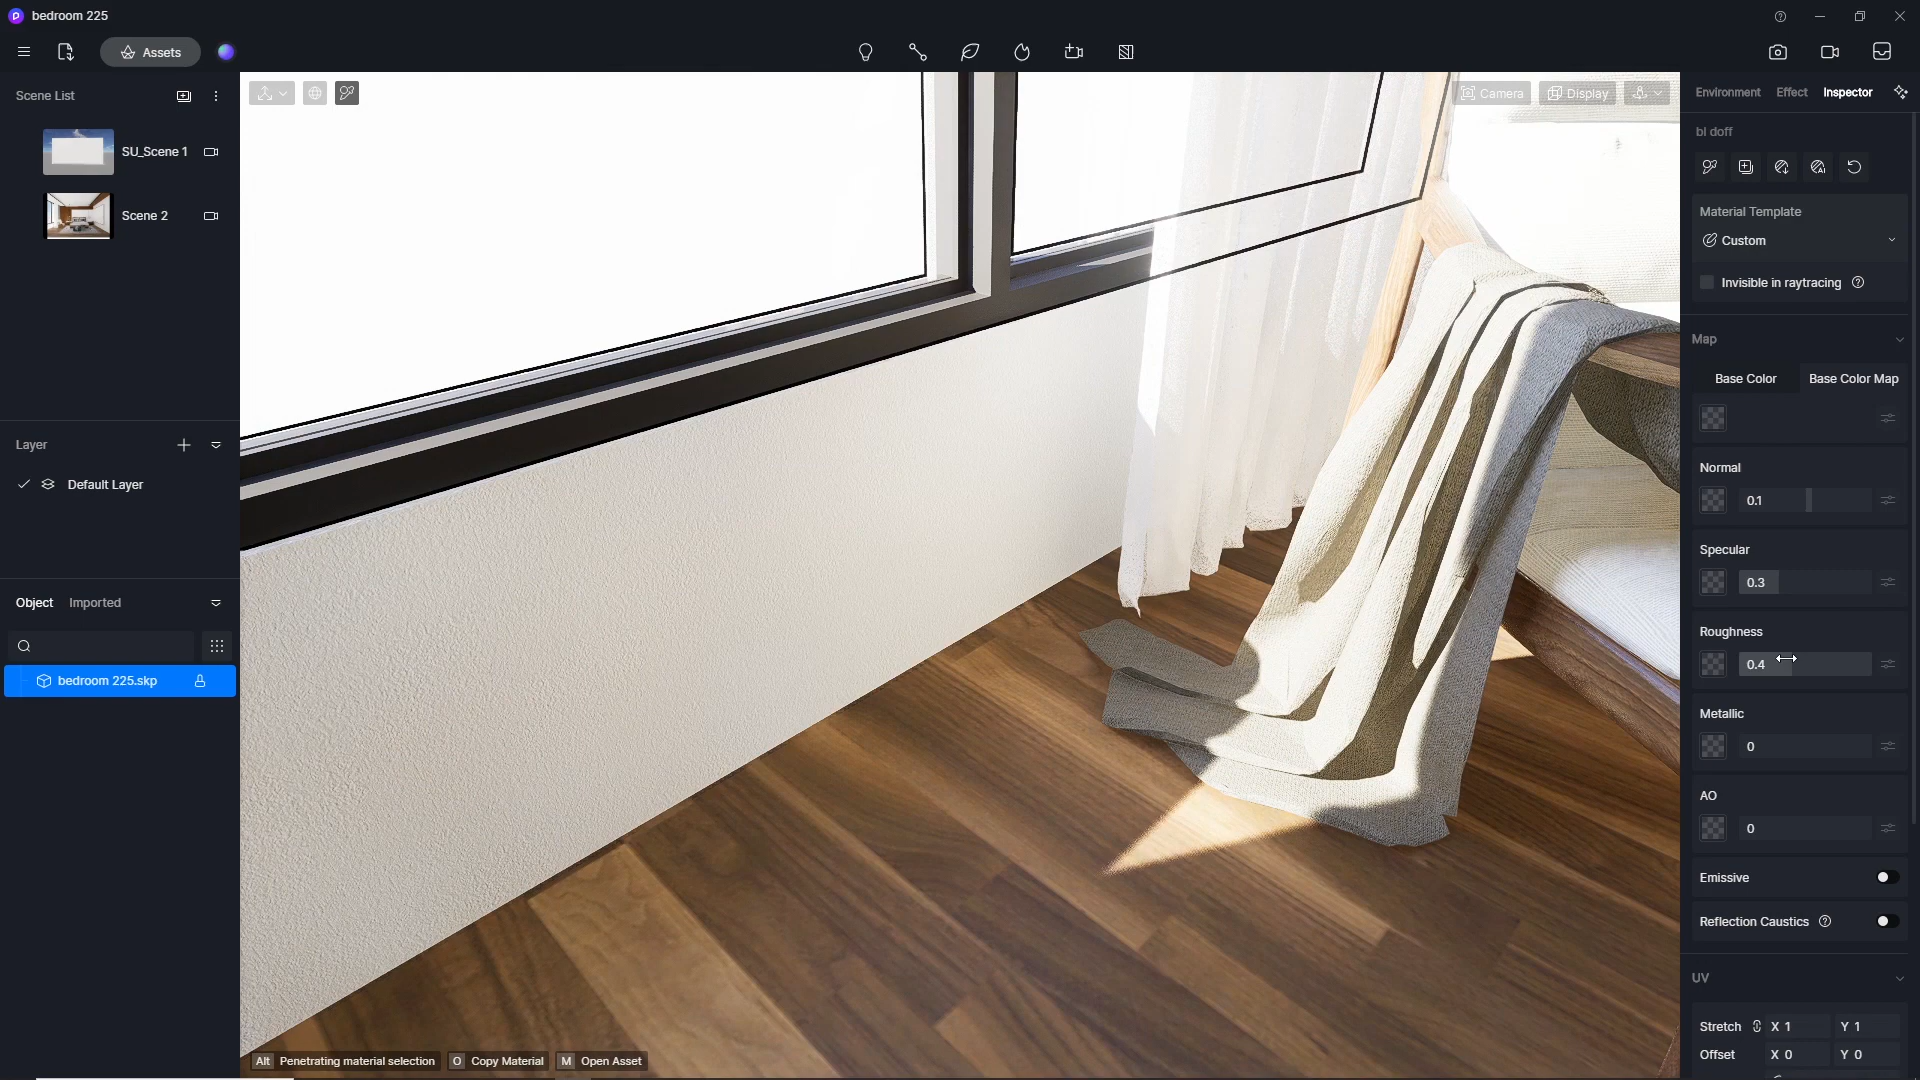 bedroom 225
Assets
Scene List
SU_Scene 1
Scene 2
Layer
Default Layer
Object Imported
bedroom 225.skp
Camera
Display
Alt Penetrating material selection O Copy Material M Open Asset
Environment Effect Inspector
bl doff
AI
Material Template
Custom
Invisible in raytracing
Map
Base Color Base Color Map
Normal
0.1
Specular
0.3
Roughness
0.4
Metallic
0
AO
0
Emissive
Reflection Caustics
UV
Stretch X 1 Y 1
Offset X 0 Y 0